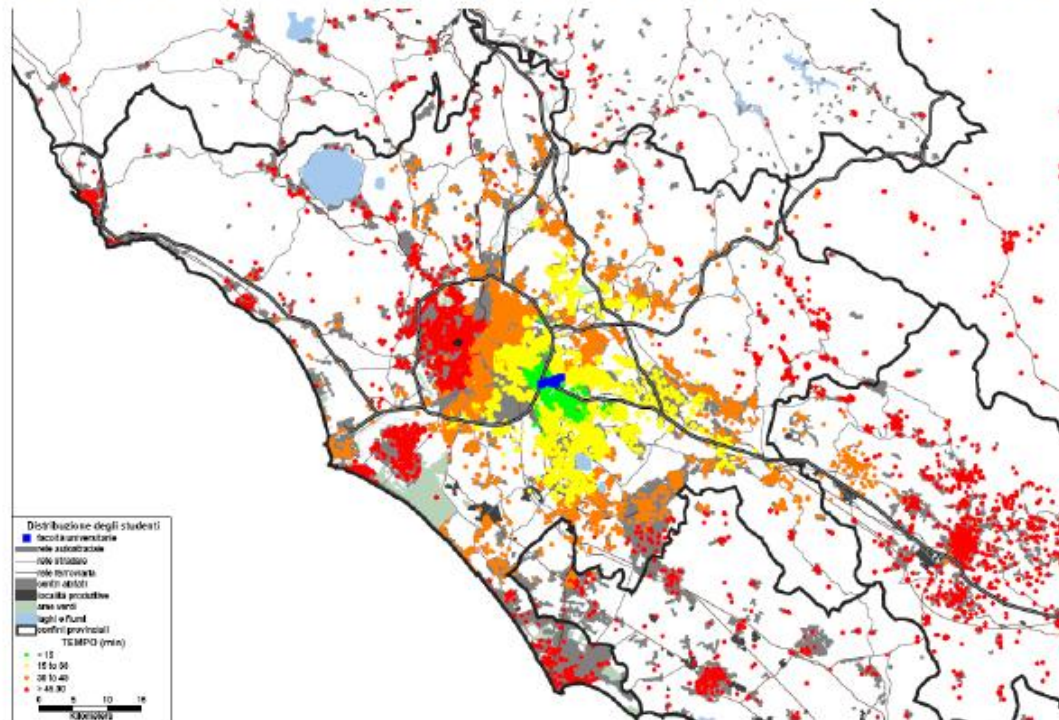 Distribuzione degli studenti
facoltà universitarie
rete autostradale
rete stradale
rete ferroviaria
centri abitati
località produttive
aree verdi
laghi e fiumi
confini provinciali
TEMPO (min)
< 15
15 to 30
30 to 45
> 45.00
0 5 10 15
Kilometers